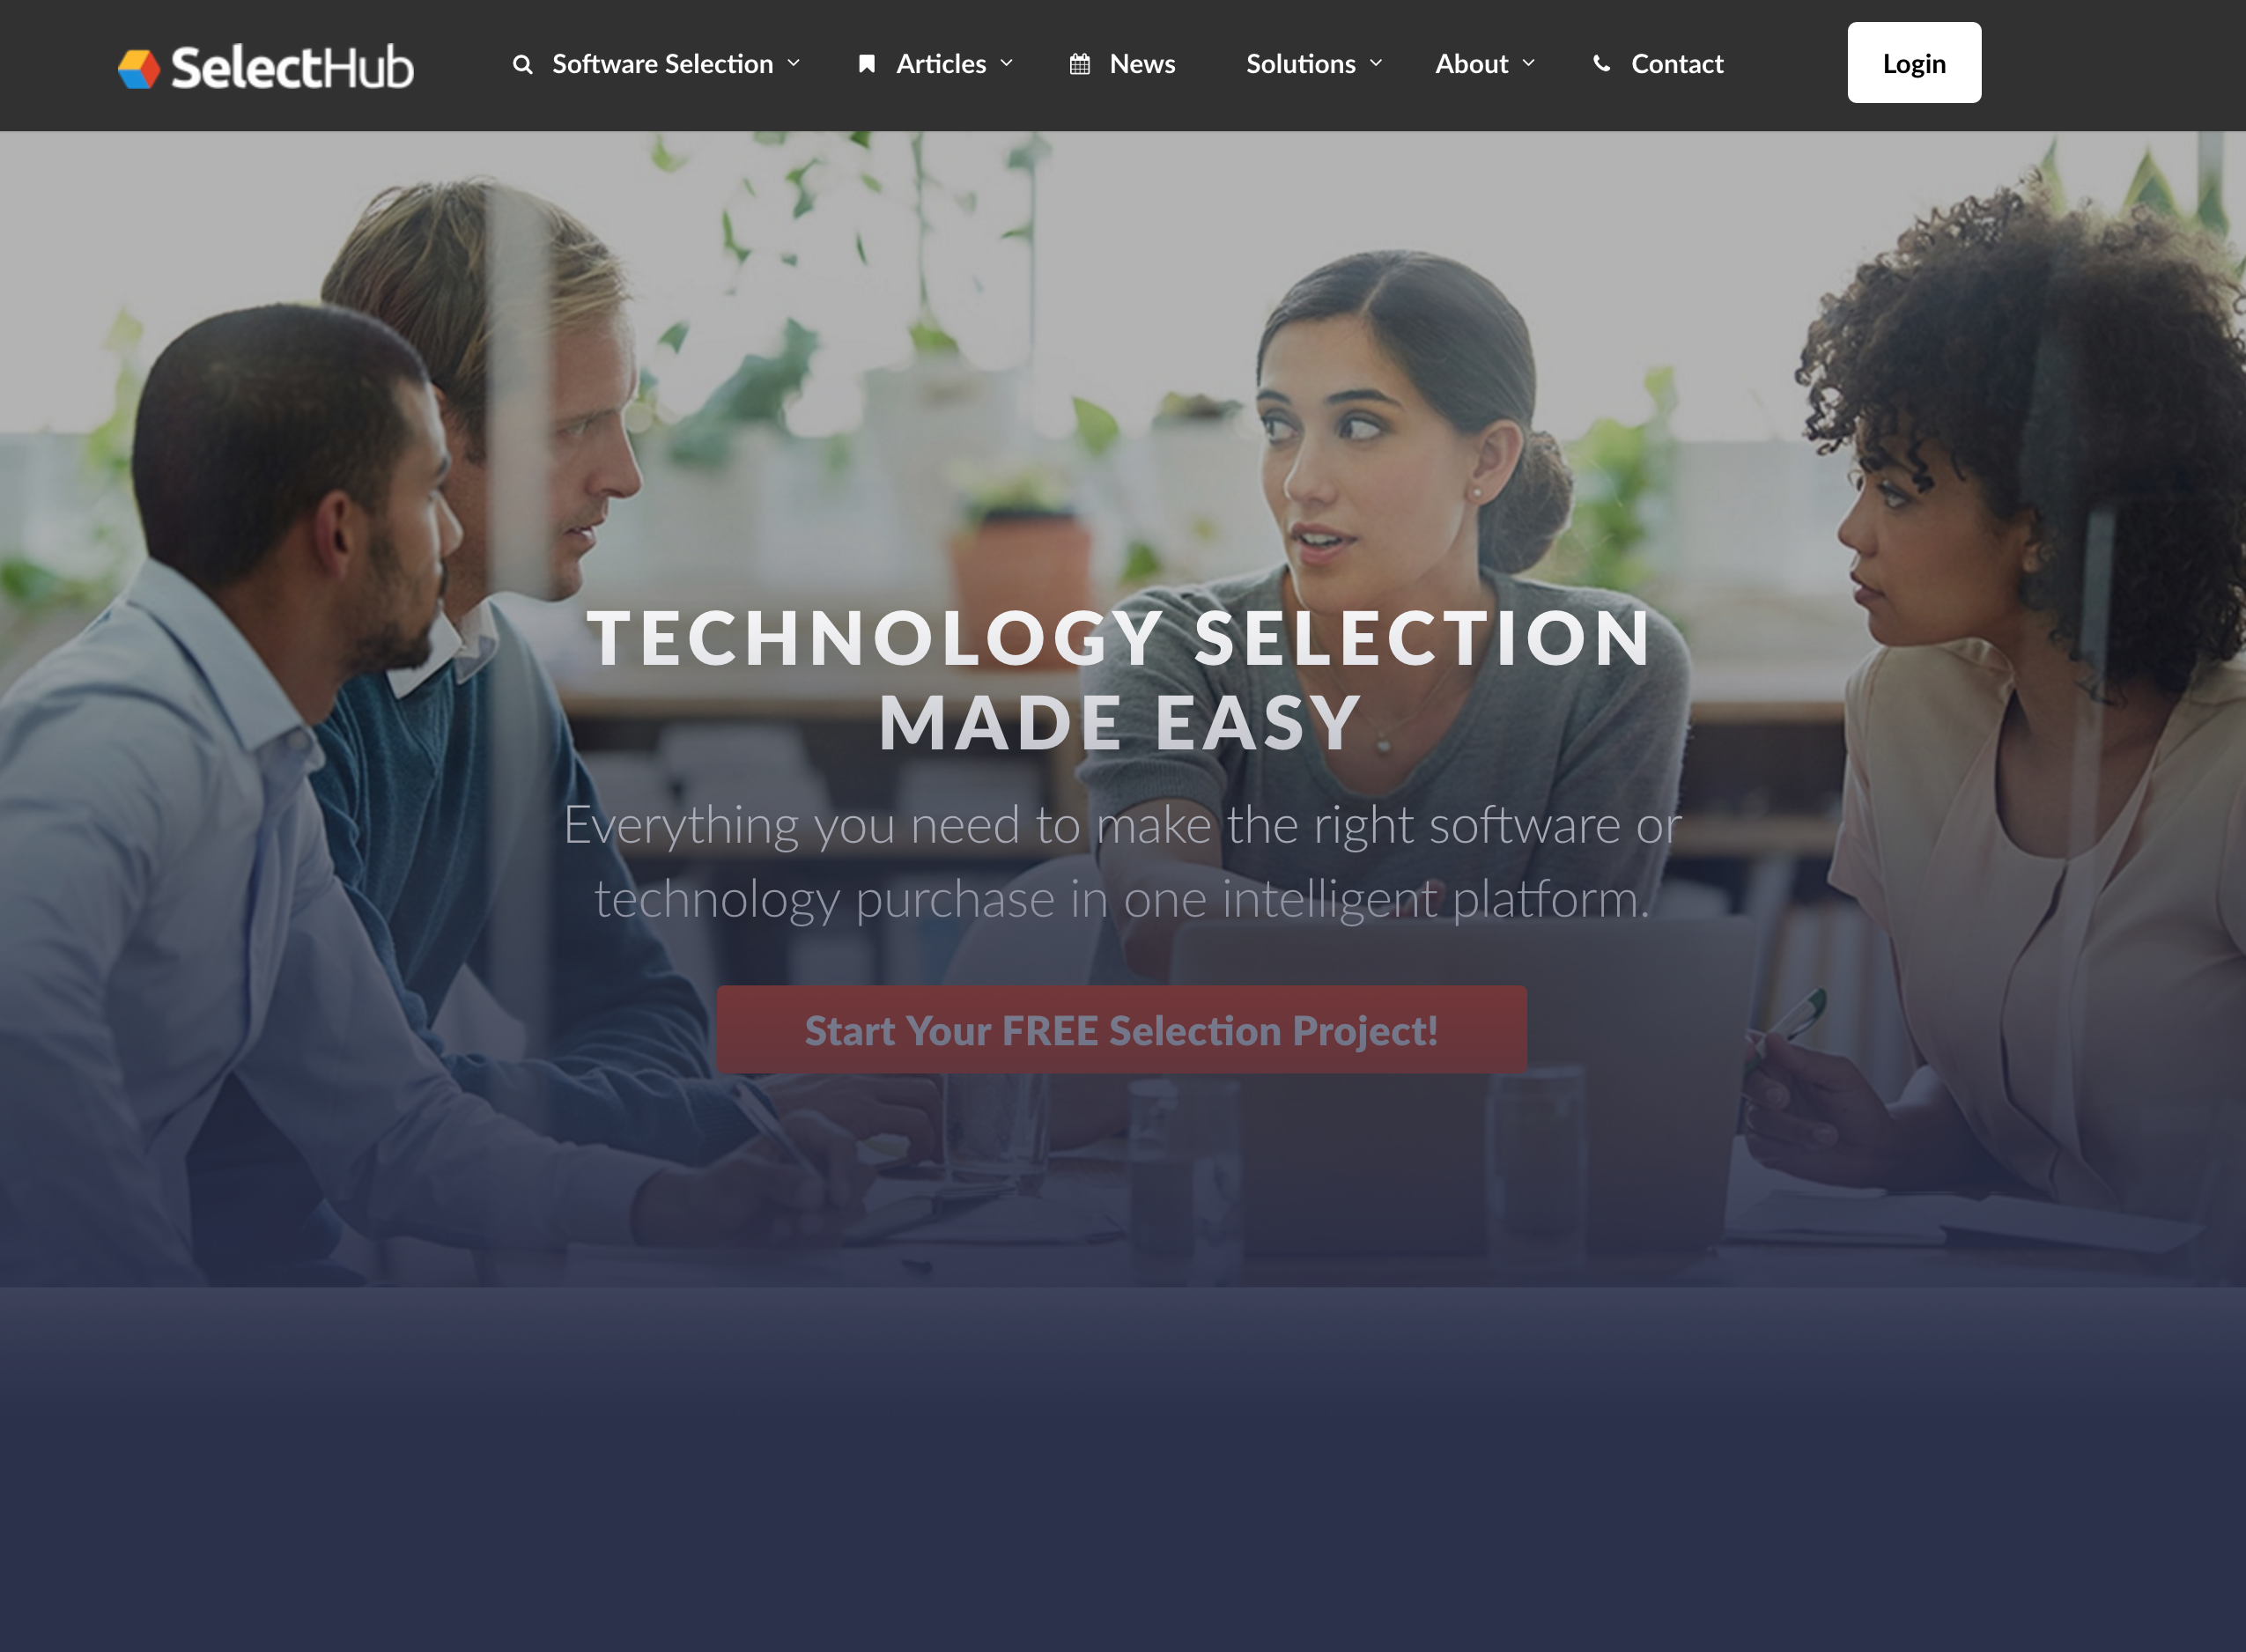 SelectHub
Software Selection
Articles
News
Solutions
About
Contact
Login
TECHNOLOGY SELECTION
MADE EASY
Everything you need to make the right software or
technology purchase in one intelligent platform.
Start Your FREE Selection Project!